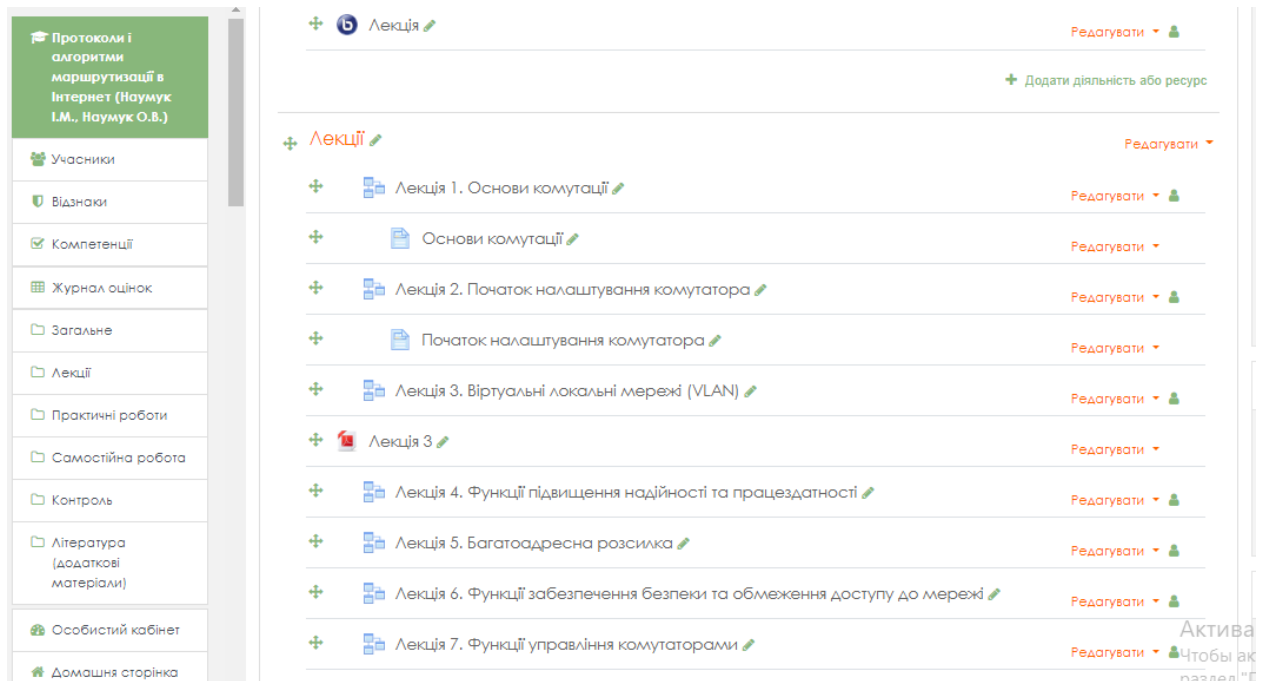 Протоколи і
алгоритми
маршрутизації в
Інтернет (Наумук
І.М., Наумук О.В.)
Учасники
Відзнаки
Компетенції
Журнал оцінок
Загальне
Лекції
Практичні роботи
Самостійна робота
Контроль
Література
(додаткові
матеріали)
Особистий кабінет
Домашня сторінка
Лекція
Редагувати
Додати діяльність або ресурс
Лекції
Редагувати
Лекція 1. Основи комутації
Редагувати
Основи комутації
Редагувати
Лекція 2. Початок налаштування комутатора
Редагувати
Початок налаштування комутатора
Редагувати
Лекція 3. Віртуальні локальні мережі (VLAN)
Редагувати
Лекція 3
Редагувати
Лекція 4. Функції підвищення надійності та працездатності
Редагувати
Лекція 5. Багатоадресна розсилка
Редагувати
Лекція 6. Функції забезпечення безпеки та обмеження доступу до мережі
Редагувати
Лекція 7. Функції управління комутаторами
Редагувати
Актива
Чтобы ак